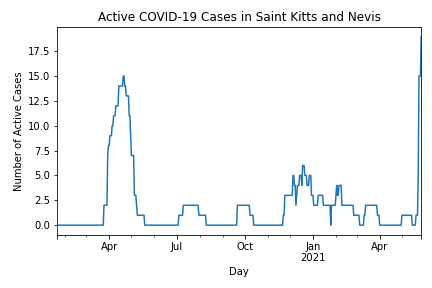 Active COVID-19 Cases in Saint Kitts and Nevis
Number of Active Cases
17.5
15.0
12.5
10.0
7.5
5.0
2.5
0.0
Apr Jul Oct Jan Apr
2021
Day